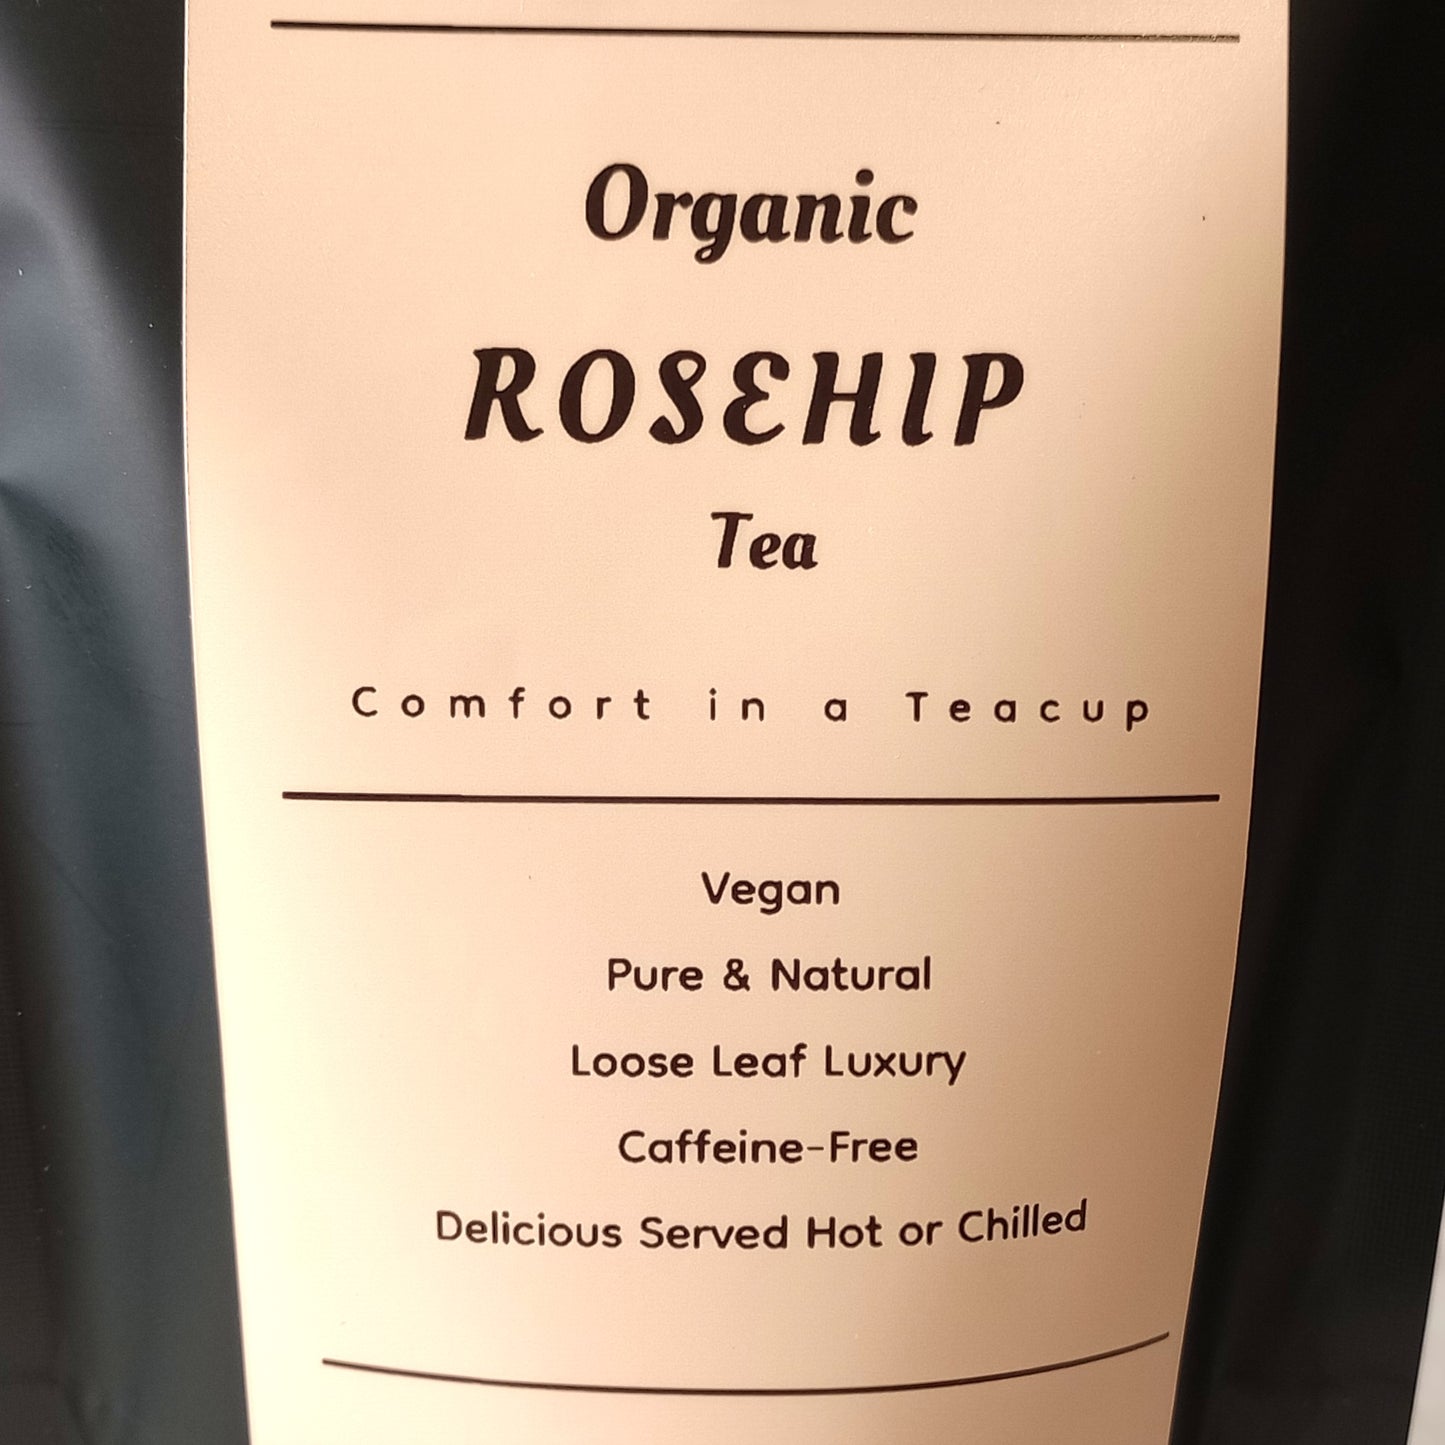 Organic
ROSEHIP
Tea
Comfort in a Teacup
Vegan
Pure & Natural
Loose Leaf Luxury
Caffeine-Free
Delicious Served Hot or Chilled